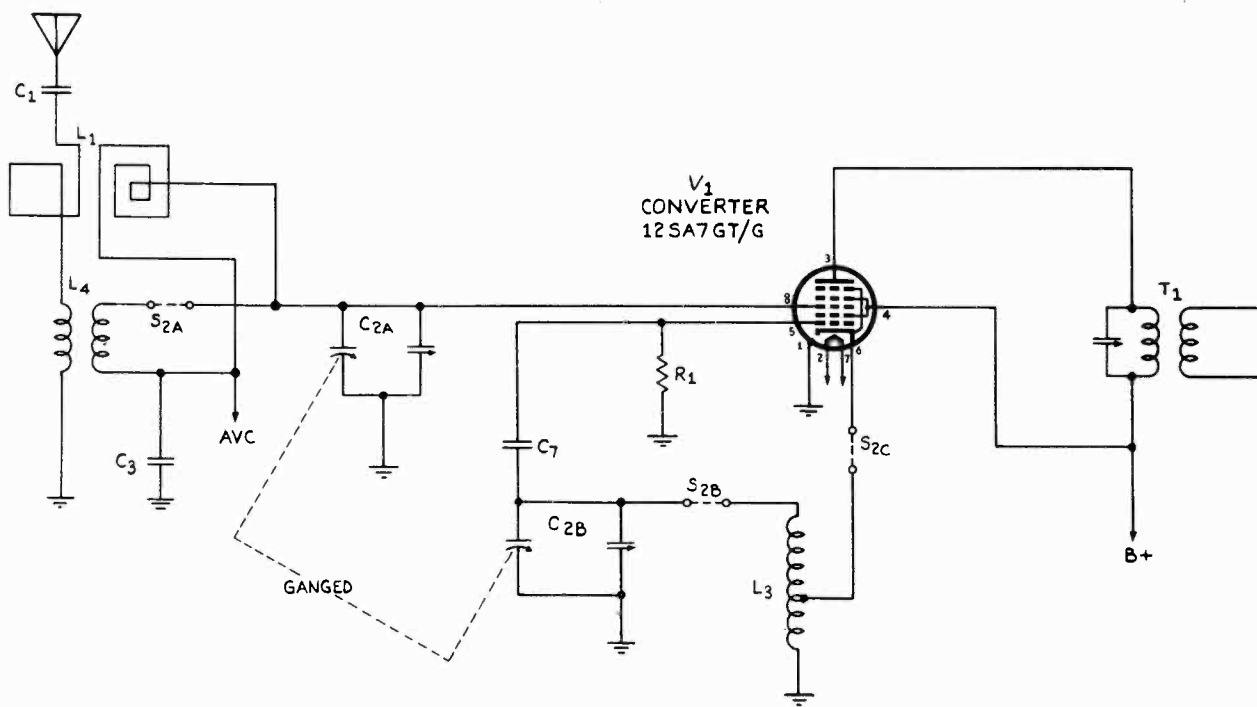 C1
L1
V1
CONVERTER
12SA7GT/G
3
L4
S2A
C2A
8
4
T1
5
1
2
7
6
R1
AVC
C3
C7
S2C
S2B
C2B
B+
GANGED
L3